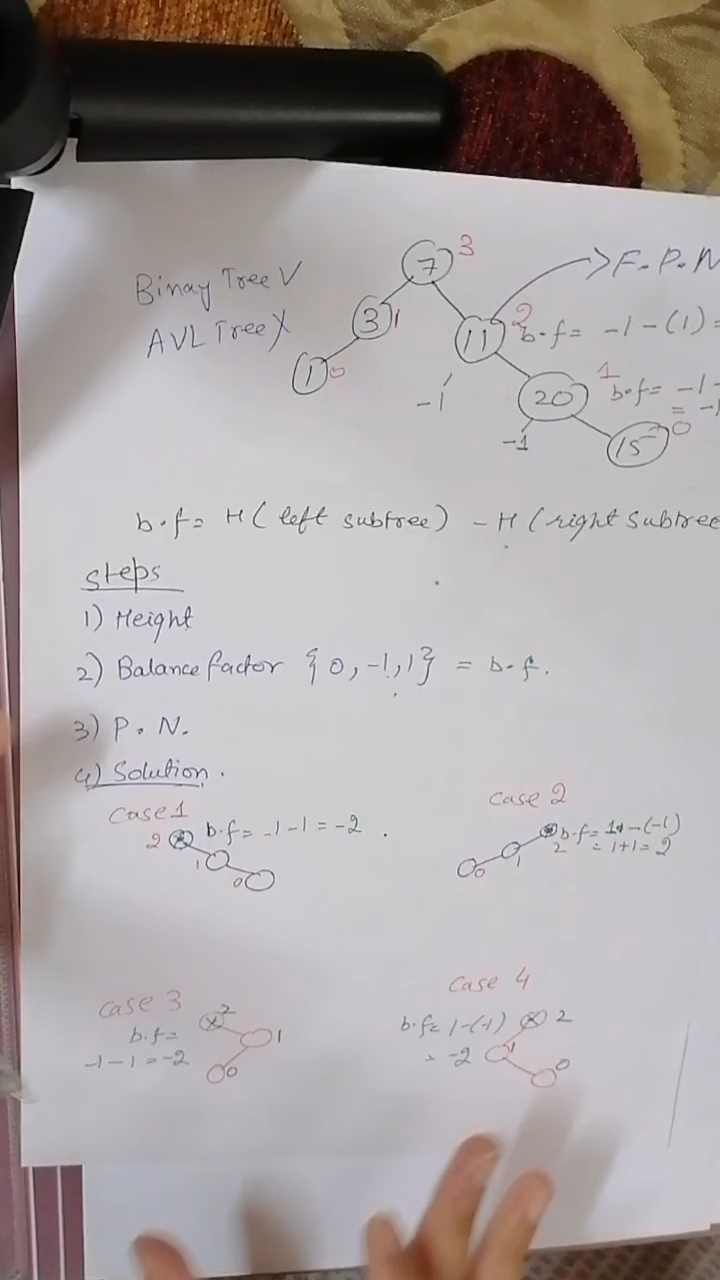 Binary Tree V
AVL Tree X
7 3
3 1
1 0
11 2
→ F.P.N
b.f = -1-(1) =
-1
20 1
b.f = -1-
= -1
-1
15 0
b.f = H (left subtree) - H (right subtree
steps
1) Height
2) Balance factor {0, -1, 1} = b.f.
3) P.N.
4) Solution.
Case 1
2 b.f = -1-1 = -2
1
0
Case 2
b.f = 1 - (-1)
2 = 1+1 = 2
1
0
Case 3
2
b.f =
1
-1-1 = -2
0
Case 4
b.f = 1-(-1) 2
= -2 1
0